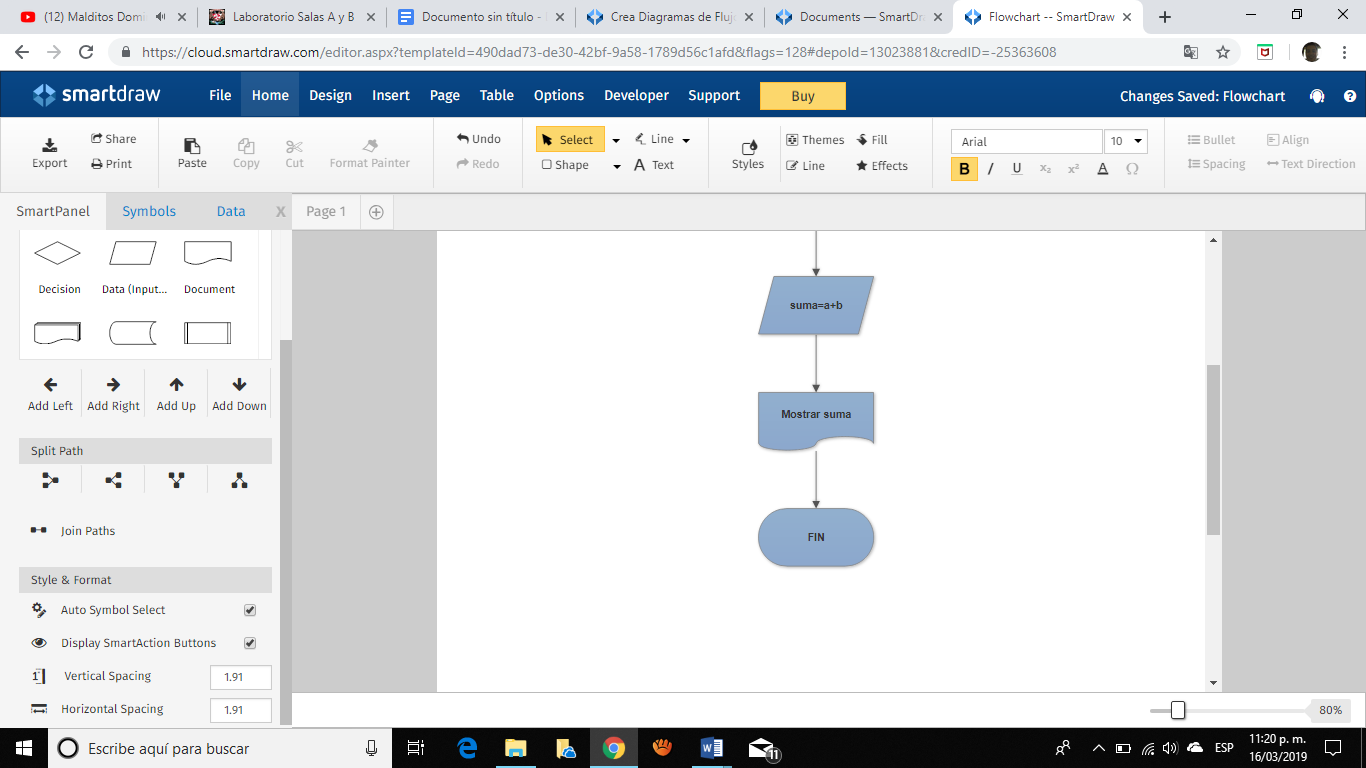 (12) Malditos Domi
Laboratorio Salas A y B
Documento sin título -
Crea Diagramas de Fluj
Documents — SmartDr
Flowchart -- SmartDraw
https://cloud.smartdraw.com/editor.aspx?templateId=490dad73-de30-42bf-9a58-1789d56c1afd&flags=128#depoId=13023881&credID=-25363608
smartdraw File Home Design Insert Page Table Options Developer Support Buy Changes Saved: Flowchart
Export Share Print
Paste Copy Cut Format Painter
Undo Redo
Select Line
Shape Text
Styles Themes Fill
Line Effects
Arial 10
B I U x₂ x² A Ω
Bullet Align
Spacing Text Direction
SmartPanel Symbols Data X Page 1
Decision Data (Input... Document
Add Left Add Right Add Up Add Down
Split Path
Join Paths
Style & Format
Auto Symbol Select
Display SmartAction Buttons
Vertical Spacing 1.91
Horizontal Spacing 1.91
suma=a+b
Mostrar suma
FIN
80%
Escribe aquí para buscar
11
ESP
11:20 p. m.
16/03/2019